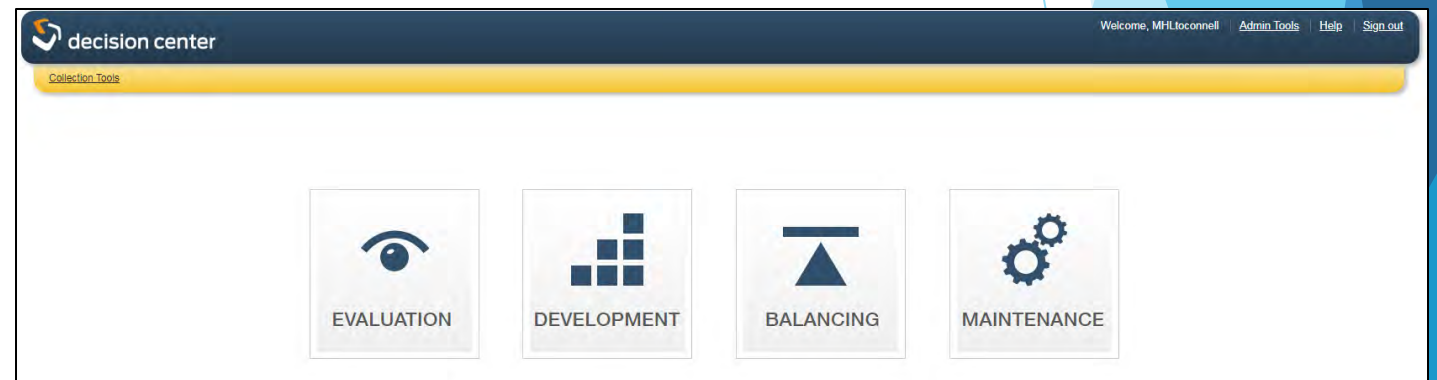 decision center
Welcome, MHLtoconnell | Admin Tools | Help | Sign out
Collection Tools
EVALUATION DEVELOPMENT BALANCING MAINTENANCE